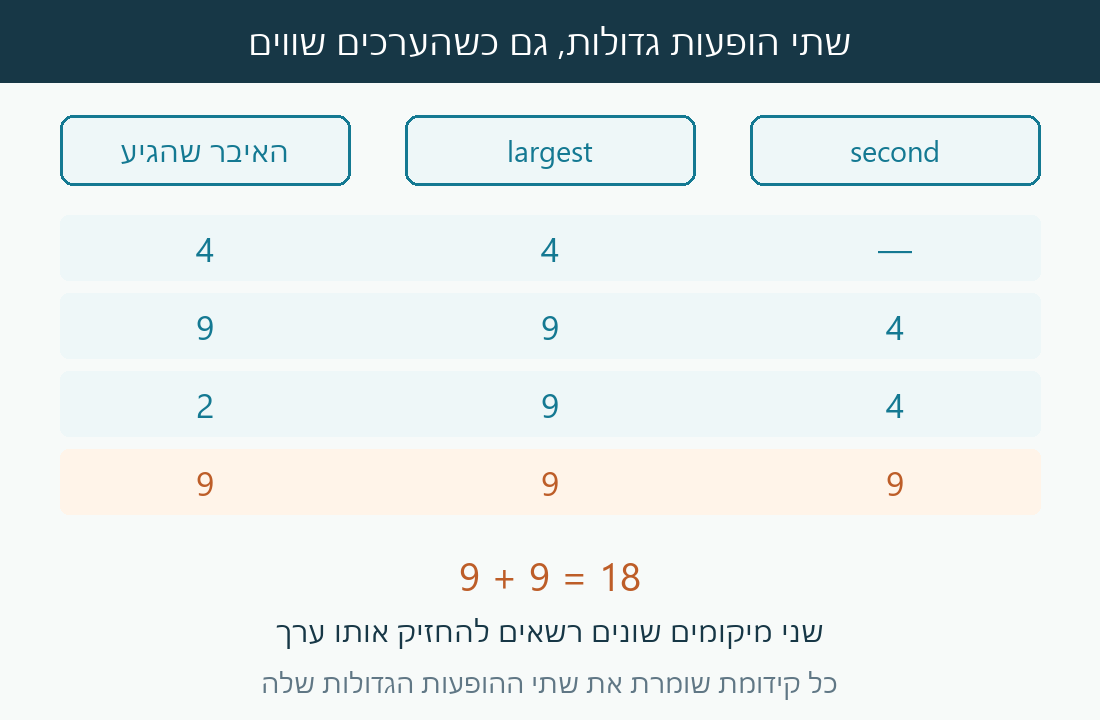 שתי הופעות גדולות, גם כשהערכים שווים
האיבר שהגיע largest second
4 4 —
9 9 4
2 9 4
9 9 9
9 + 9 = 18
שני מיקומים שונים רשאים להחזיק אותו ערך
כל קידומת שומרת את שתי ההופעות הגדולות שלה